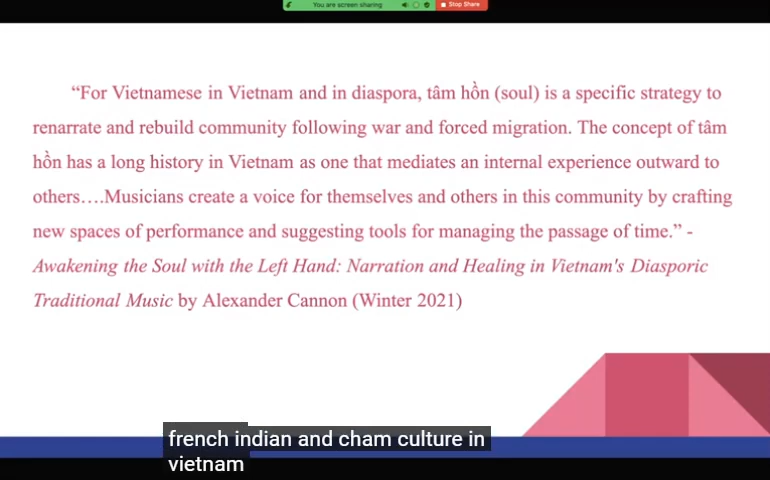 You are screen sharing
Stop Share
“For Vietnamese in Vietnam and in diaspora, tâm hồn (soul) is a specific strategy to
renarrate and rebuild community following war and forced migration. The concept of tâm
hồn has a long history in Vietnam as one that mediates an internal experience outward to
others….Musicians create a voice for themselves and others in this community by crafting
new spaces of performance and suggesting tools for managing the passage of time.” -
Awakening the Soul with the Left Hand: Narration and Healing in Vietnam's Diasporic
Traditional Music by Alexander Cannon (Winter 2021)
french indian and cham culture in
vietnam